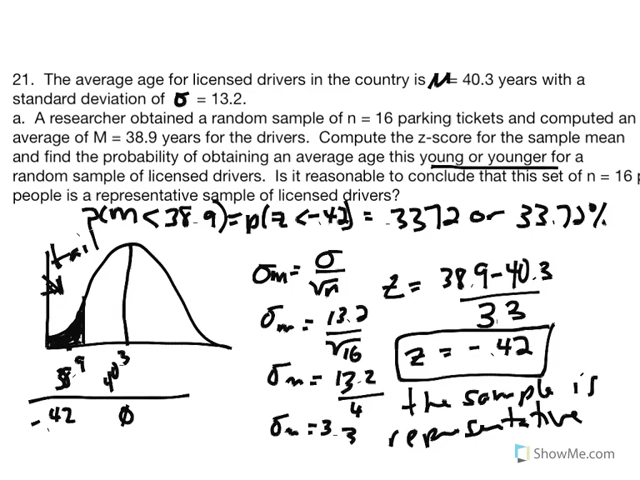 21. The average age for licensed drivers in the country is μ= 40.3 years with a
standard deviation of σ = 13.2.
a. A researcher obtained a random sample of n = 16 parking tickets and computed an
average of M = 38.9 years for the drivers. Compute the z-score for the sample mean
and find the probability of obtaining an average age this young or younger for a
random sample of licensed drivers. Is it reasonable to conclude that this set of n = 16 p
people is a representative sample of licensed drivers?
P(m < 38.9) = p(z < -.42) = .3372 or 33.72%
tail
σm = σ/√n
z = 38.9-40.3/3.3
σm = 13.2/√16
z = -.42
σm = 13.2/4
σm = 3.3
the sample is
representative
38.9 40.3
-.42 0
ShowMe.com